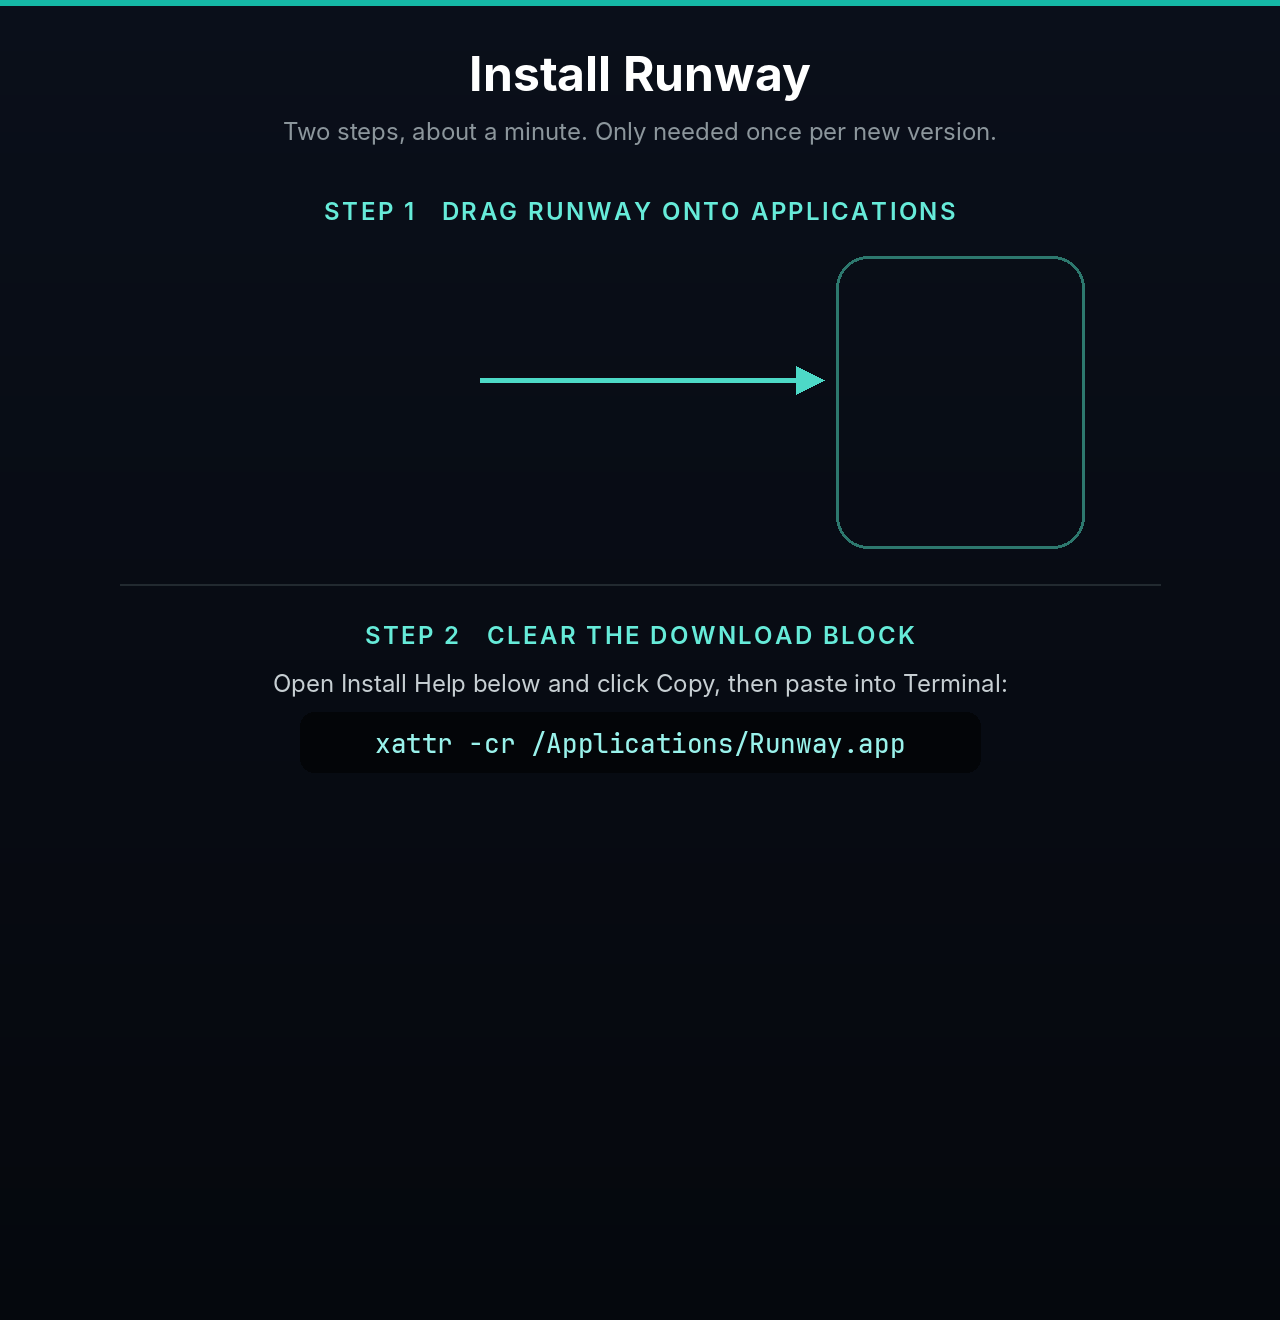 Install Runway
Two steps, about a minute. Only needed once per new version.
STEP 1 DRAG RUNWAY ONTO APPLICATIONS
STEP 2 CLEAR THE DOWNLOAD BLOCK
Open Install Help below and click Copy, then paste into Terminal:
xattr -cr /Applications/Runway.app